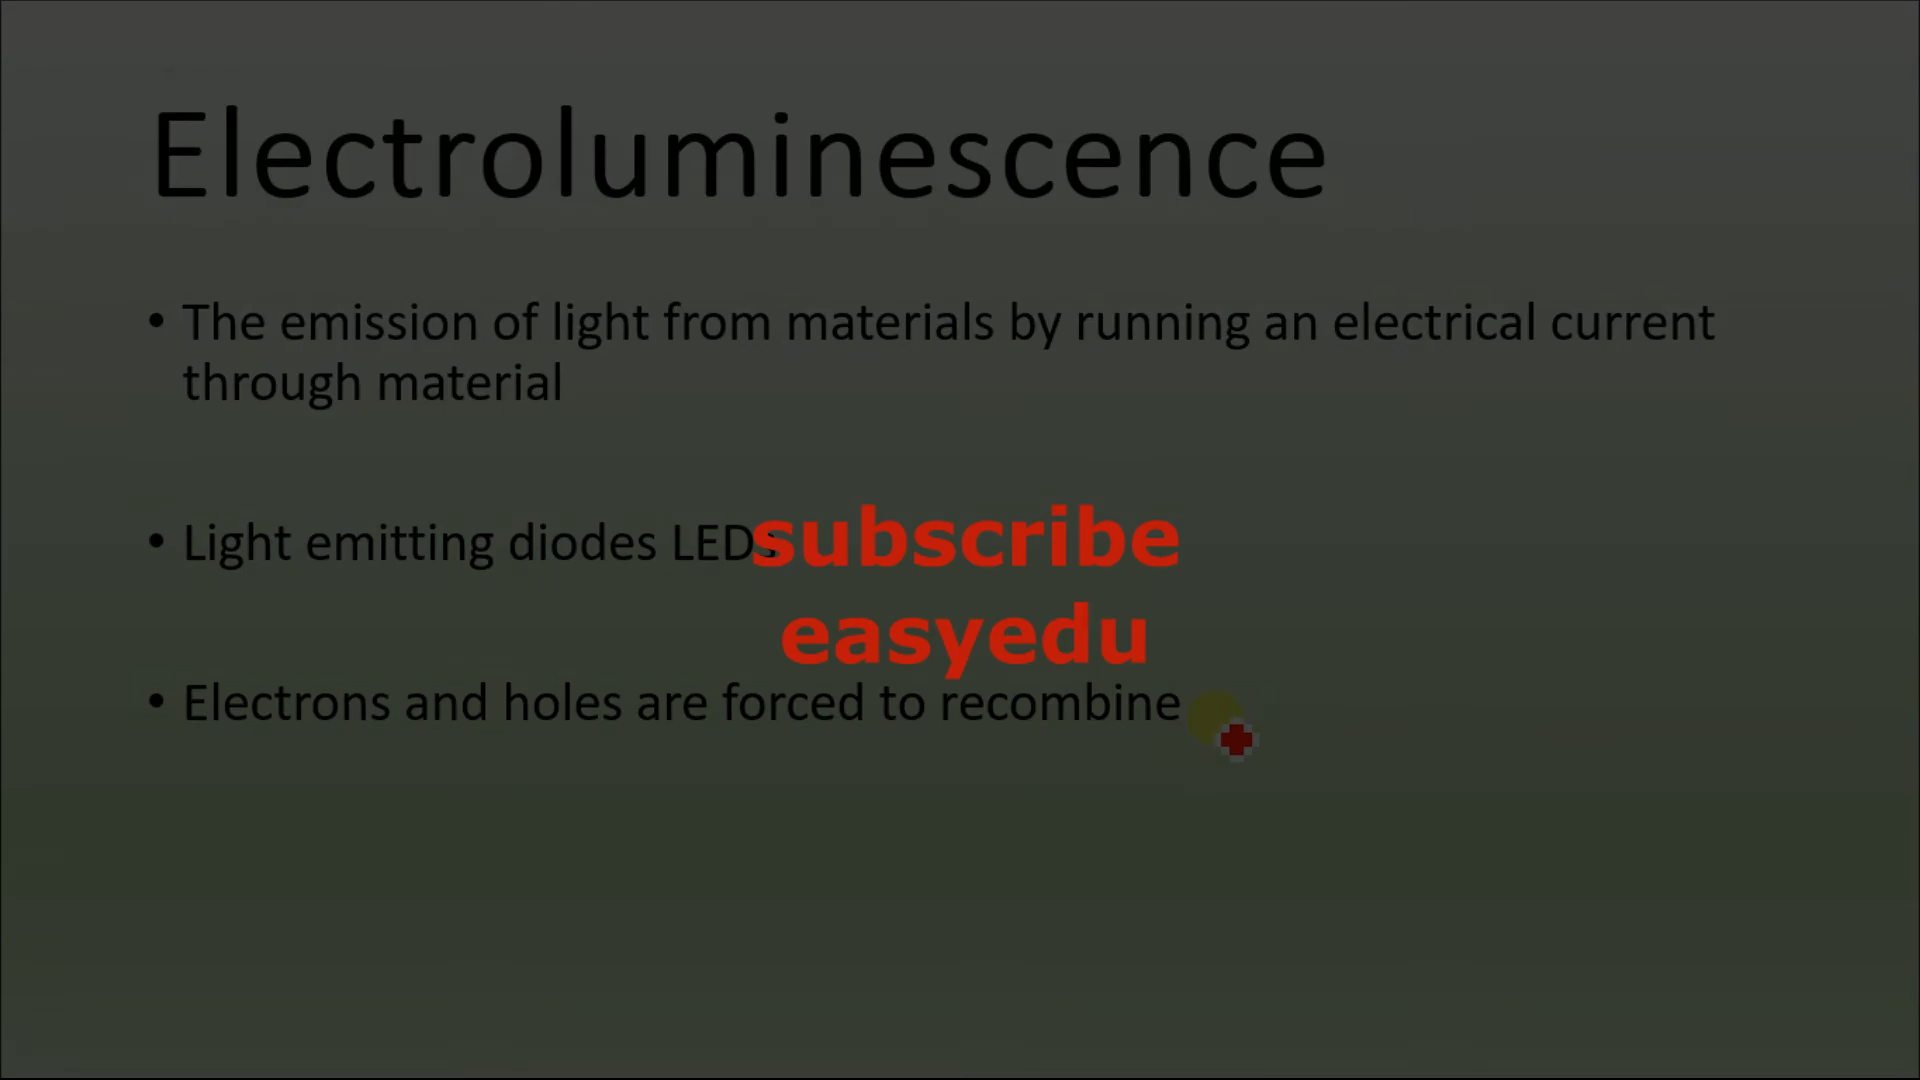 Electroluminescence
• The emission of light from materials by running an electrical current
through material
• Light emitting diodes LEDs
subscribe
easyedu
• Electrons and holes are forced to recombine